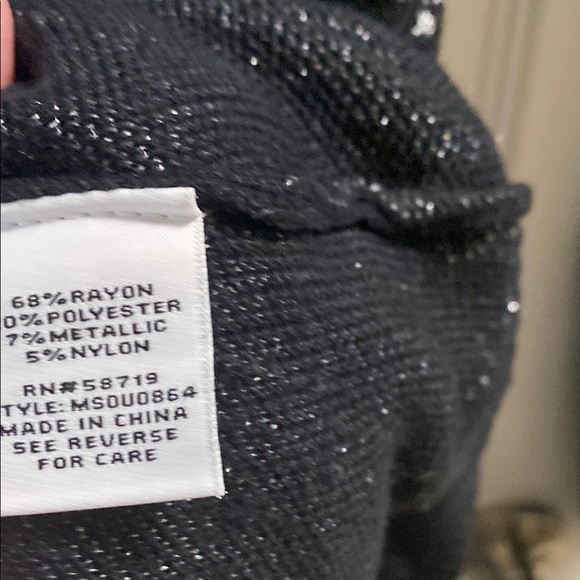 68%RAYON
0%POLYESTER
7%METALLIC
5%NYLON
RN#58719
TYLE: MS0U0864
MADE IN CHINA
SEE REVERSE
FOR CARE